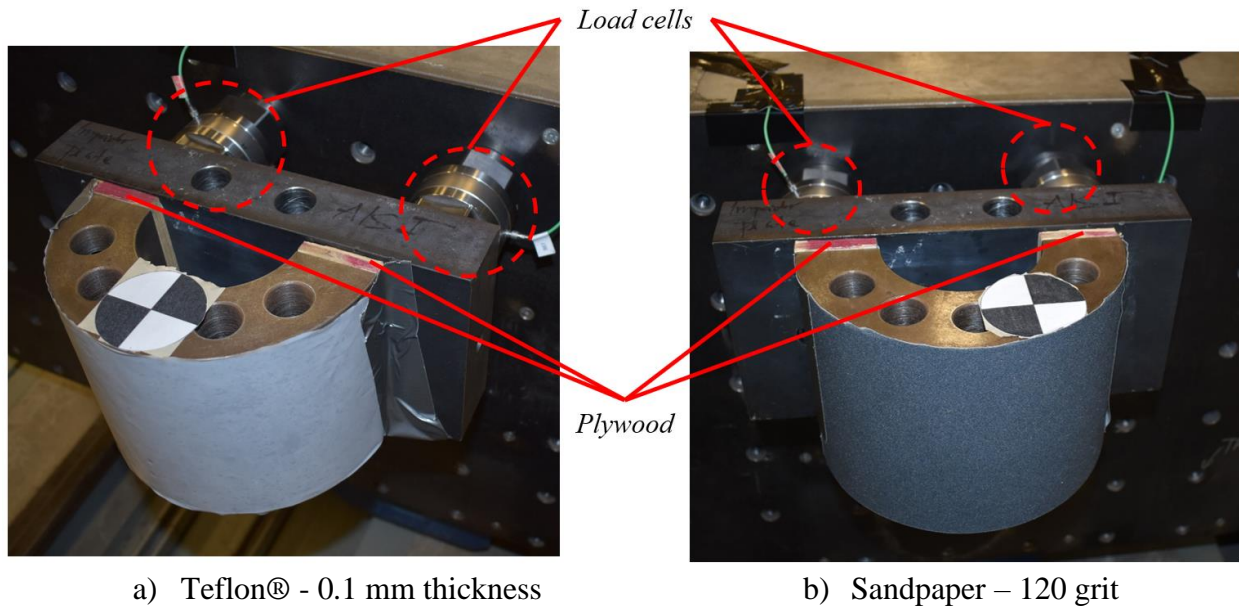 Load cells
Plywood
a) Teflon® - 0.1 mm thickness
b) Sandpaper – 120 grit